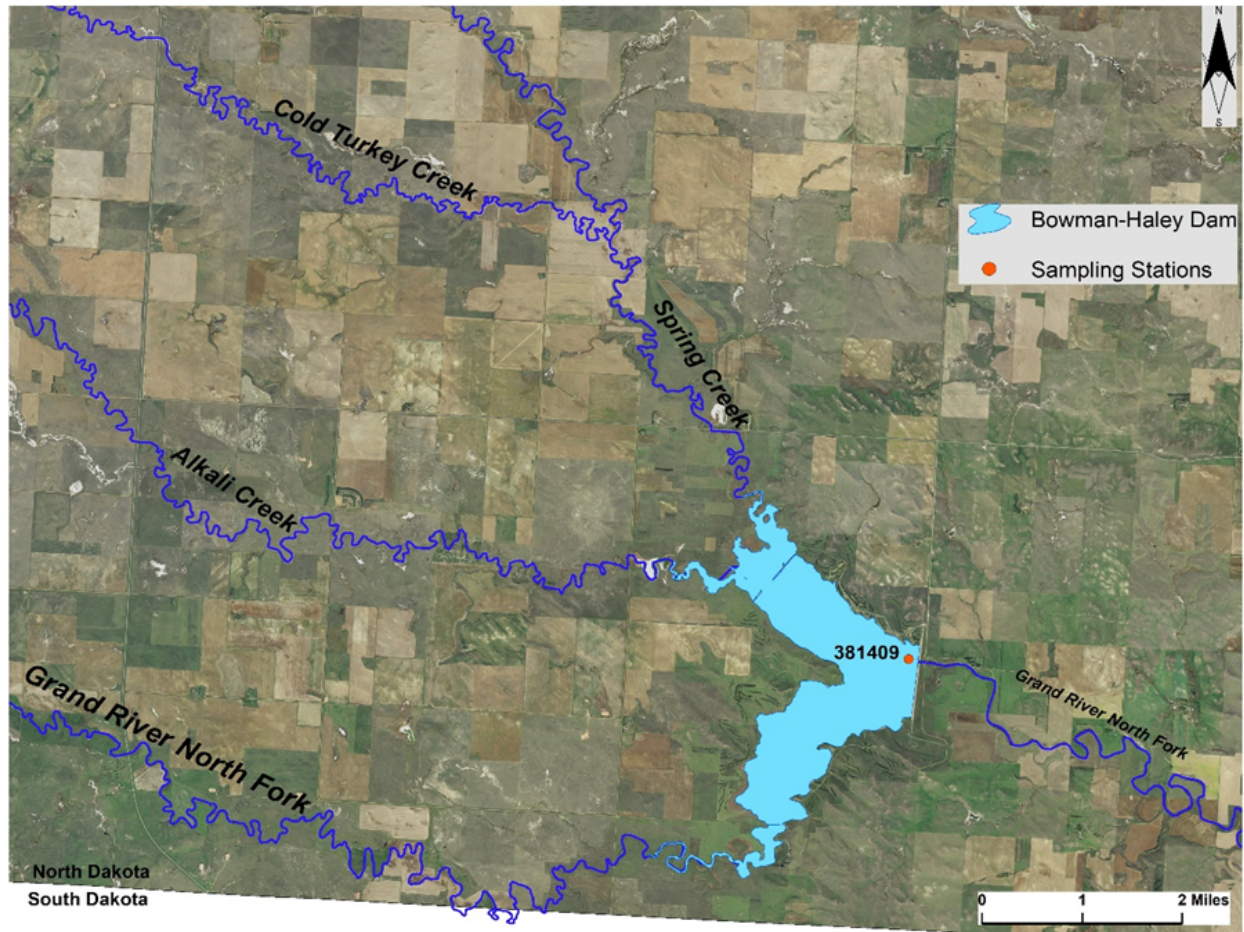 N
S
Cold Turkey Creek
Bowman-Haley Dam
Sampling Stations
Spring Creek
Alkali Creek
381409
Grand River North Fork
Grand River North Fork
North Dakota
South Dakota
0 1 2 Miles